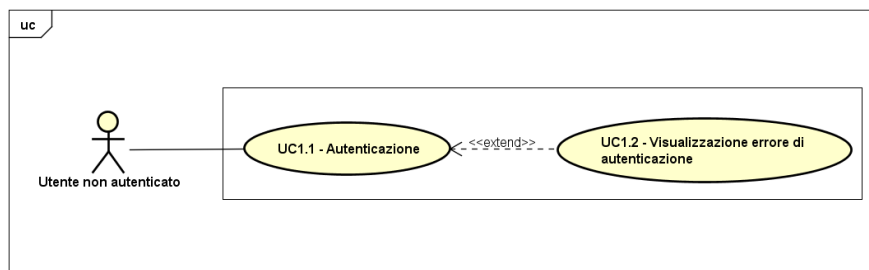 uc
UC1.1 - Autenticazione
<<extend>>
UC1.2 - Visualizzazione errore di
autenticazione
Utente non autenticato